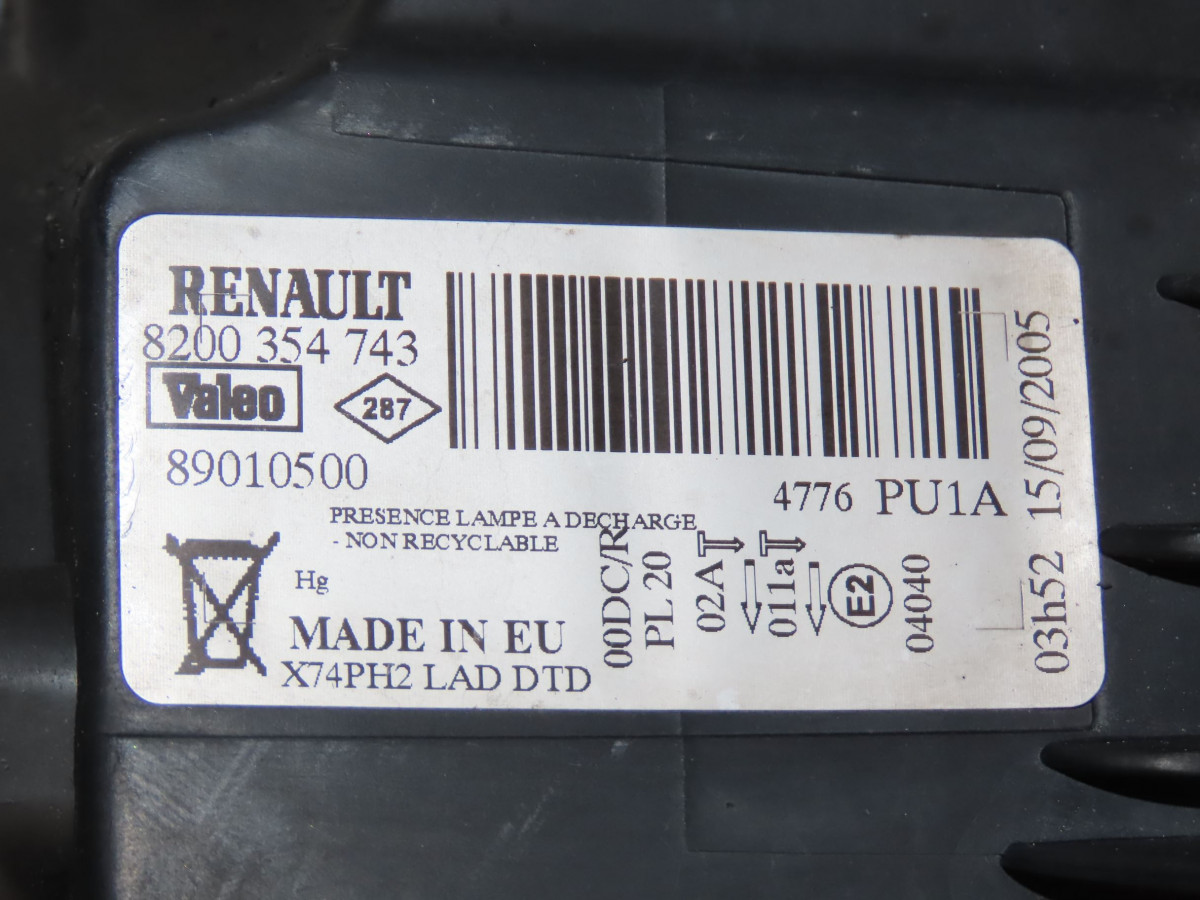 RENAULT
8200 354 743
Valeo
287
89010500
4776 PU1A
PRESENCE LAMPE A DECHARGE
- NON RECYCLABLE
Hg
MADE IN EU
X74PH2 LAD DTD
00DC/R
PL 20
02A
011a
E2
04040
03h52 15/09/2005